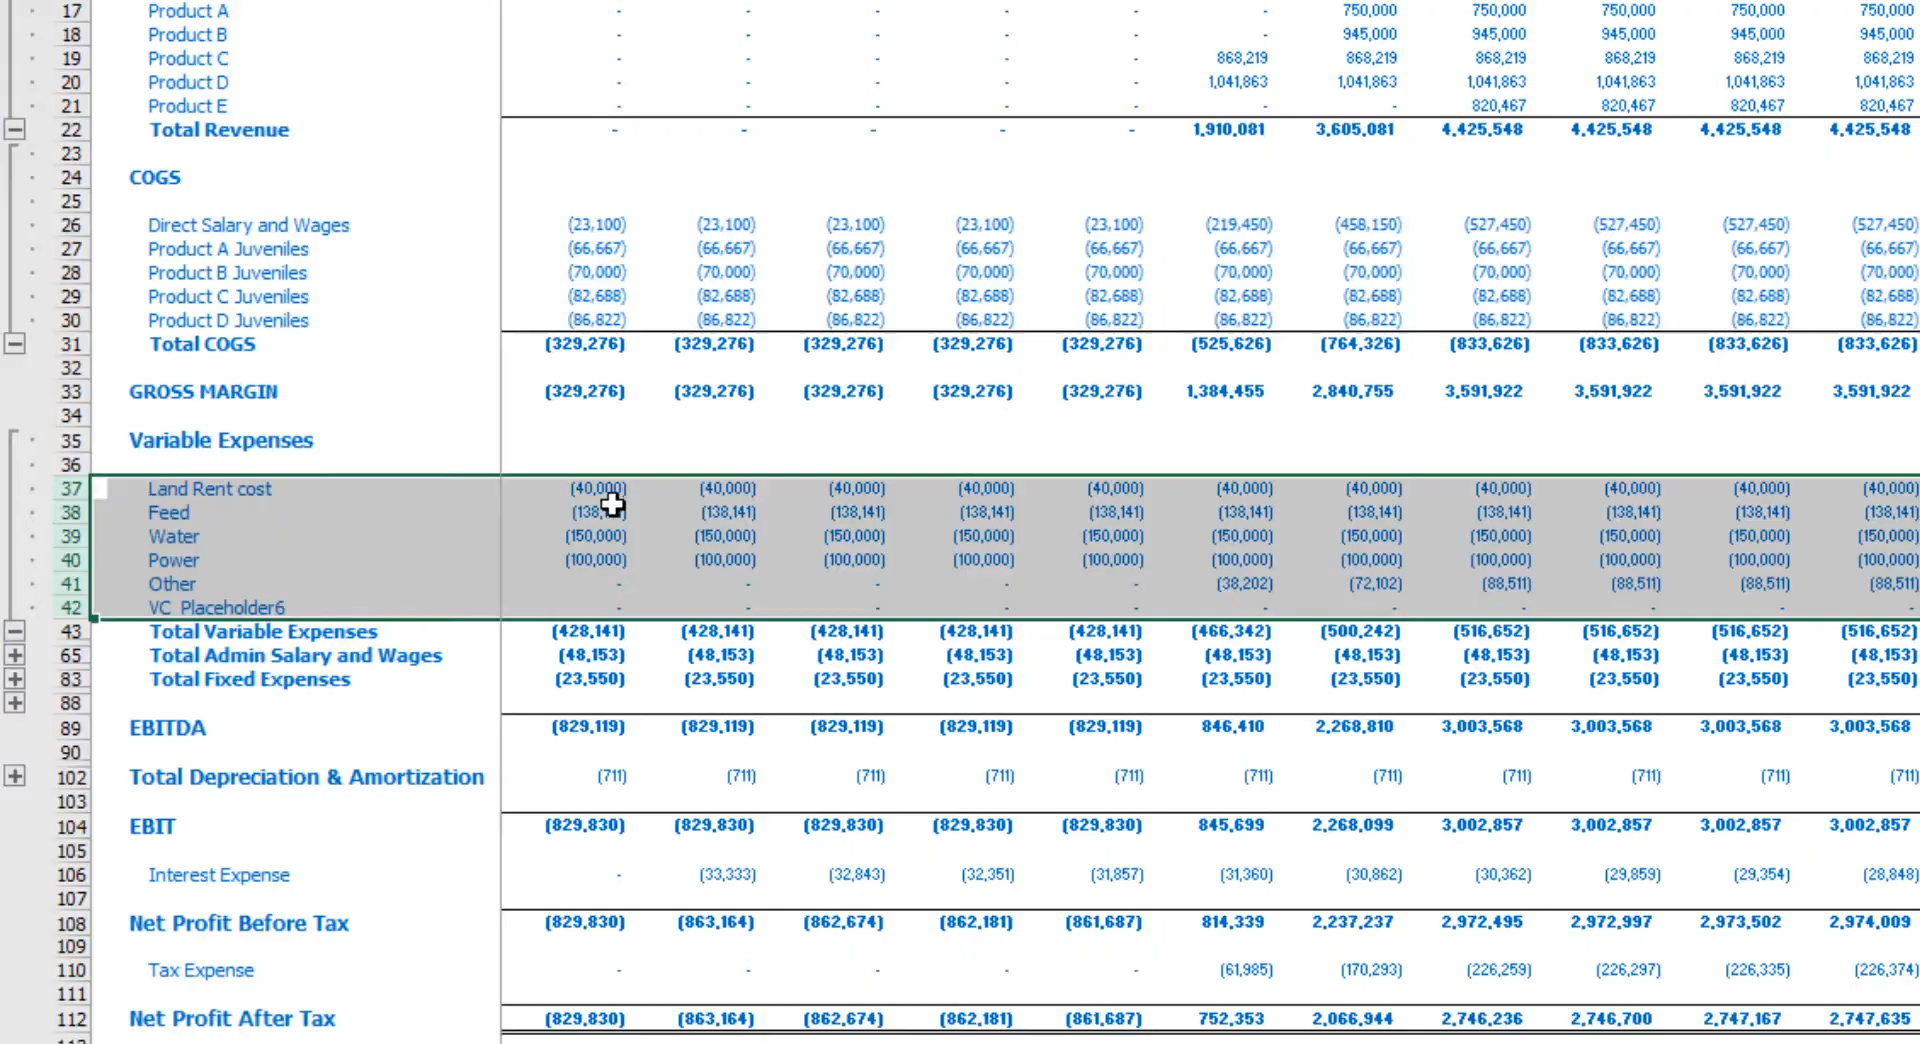 17 Product A - - - - - - 750,000 750,000 750,000 750,000 750,000
18 Product B - - - - - - 945,000 945,000 945,000 945,000 945,000
19 Product C - - - - - 868,219 868,219 868,219 868,219 868,219 868,219
20 Product D - - - - - 1,041,863 1,041,863 1,041,863 1,041,863 1,041,863 1,041,863
21 Product E - - - - - - - 820,467 820,467 820,467 820,467
22 Total Revenue - - - - - 1,910,081 3,605,081 4,425,548 4,425,548 4,425,548 4,425,548
23
24 COGS
25
26 Direct Salary and Wages (23,100) (23,100) (23,100) (23,100) (23,100) (219,450) (458,150) (527,450) (527,450) (527,450) (527,450)
27 Product A Juveniles (66,667) (66,667) (66,667) (66,667) (66,667) (66,667) (66,667) (66,667) (66,667) (66,667) (66,667)
28 Product B Juveniles (70,000) (70,000) (70,000) (70,000) (70,000) (70,000) (70,000) (70,000) (70,000) (70,000) (70,000)
29 Product C Juveniles (82,688) (82,688) (82,688) (82,688) (82,688) (82,688) (82,688) (82,688) (82,688) (82,688) (82,688)
30 Product D Juveniles (86,822) (86,822) (86,822) (86,822) (86,822) (86,822) (86,822) (86,822) (86,822) (86,822) (86,822)
31 Total COGS (329,276) (329,276) (329,276) (329,276) (329,276) (525,626) (764,326) (833,626) (833,626) (833,626) (833,626)
32
33 GROSS MARGIN (329,276) (329,276) (329,276) (329,276) (329,276) 1,384,455 2,840,755 3,591,922 3,591,922 3,591,922 3,591,922
34
35 Variable Expenses
36
37 Land Rent cost (40,000) (40,000) (40,000) (40,000) (40,000) (40,000) (40,000) (40,000) (40,000) (40,000) (40,000)
38 Feed (138,141) (138,141) (138,141) (138,141) (138,141) (138,141) (138,141) (138,141) (138,141) (138,141)
39 Water (150,000) (150,000) (150,000) (150,000) (150,000) (150,000) (150,000) (150,000) (150,000) (150,000) (150,000)
40 Power (100,000) (100,000) (100,000) (100,000) (100,000) (100,000) (100,000) (100,000) (100,000) (100,000) (100,000)
41 Other - - - - - (38,202) (72,102) (88,511) (88,511) (88,511) (88,511)
42 VC_Placeholder6 - - - - - - - - - - -
43 Total Variable Expenses (428,141) (428,141) (428,141) (428,141) (428,141) (466,342) (500,242) (516,652) (516,652) (516,652) (516,652)
65 Total Admin Salary and Wages (48,153) (48,153) (48,153) (48,153) (48,153) (48,153) (48,153) (48,153) (48,153) (48,153) (48,153)
83 Total Fixed Expenses (23,550) (23,550) (23,550) (23,550) (23,550) (23,550) (23,550) (23,550) (23,550) (23,550) (23,550)
88
89 EBITDA (829,119) (829,119) (829,119) (829,119) (829,119) 846,410 2,268,810 3,003,568 3,003,568 3,003,568 3,003,568
90
102 Total Depreciation & Amortization (711) (711) (711) (711) (711) (711) (711) (711) (711) (711) (711)
103
104 EBIT (829,830) (829,830) (829,830) (829,830) (829,830) 845,699 2,268,099 3,002,857 3,002,857 3,002,857 3,002,857
105
106 Interest Expense - (33,333) (32,843) (32,351) (31,857) (31,360) (30,862) (30,362) (29,859) (29,354) (28,848)
107
108 Net Profit Before Tax (829,830) (863,164) (862,674) (862,181) (861,687) 814,339 2,237,237 2,972,495 2,972,997 2,973,502 2,974,009
109
110 Tax Expense - - - - - (61,985) (170,293) (226,259) (226,297) (226,335) (226,374)
111
112 Net Profit After Tax (829,830) (863,164) (862,674) (862,181) (861,687) 752,353 2,066,944 2,746,236 2,746,700 2,747,167 2,747,635